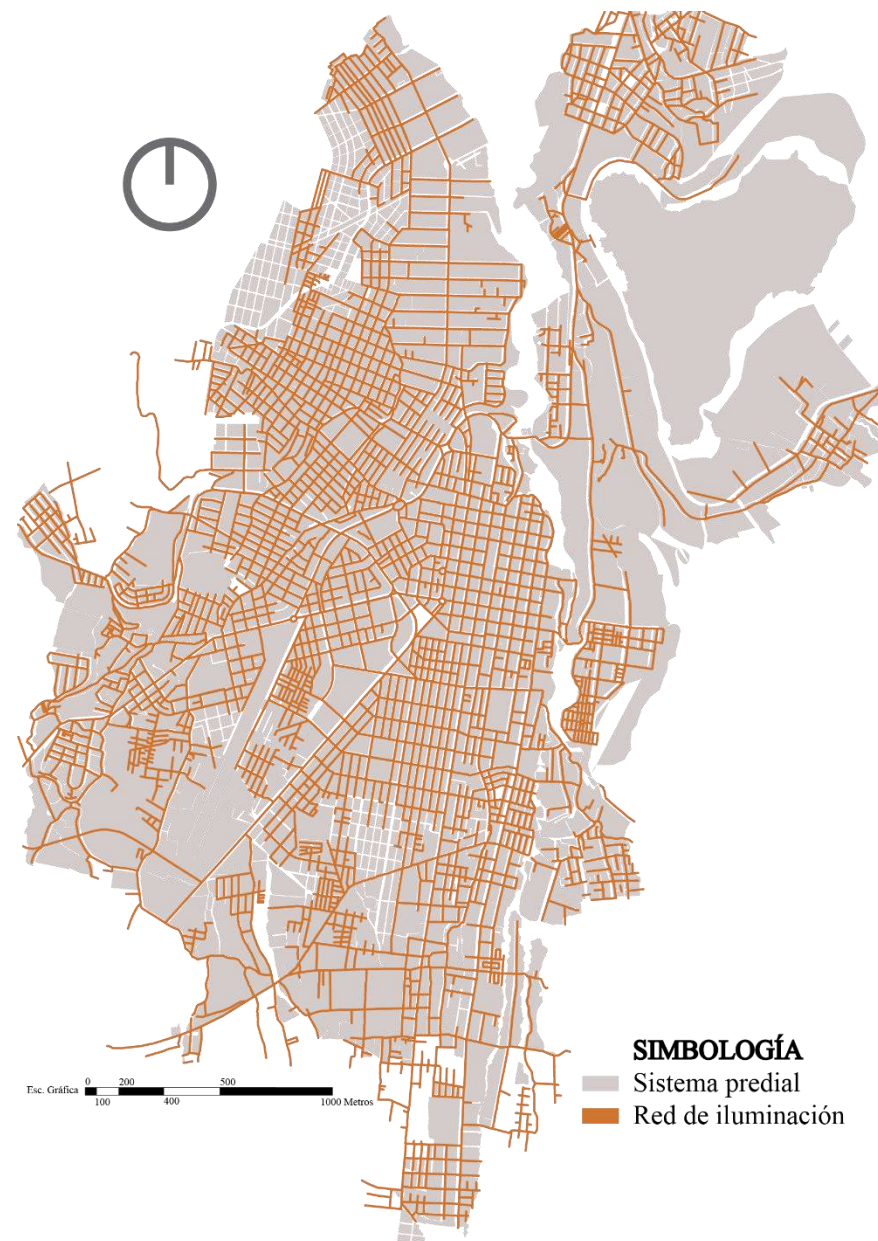 SIMBOLOGÍA
Sistema predial
Red de iluminación
Esc. Gráfica 0 200 500
100 400 1000 Metros